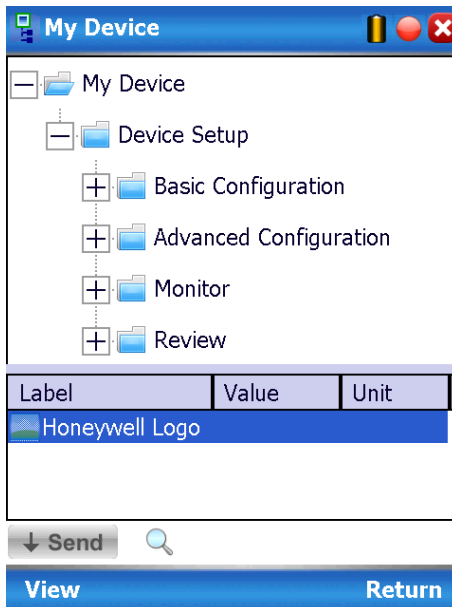 My Device
My Device
Device Setup
Basic Configuration
Advanced Configuration
Monitor
Review
Label Value Unit
Honeywell Logo
↓ Send
View Return